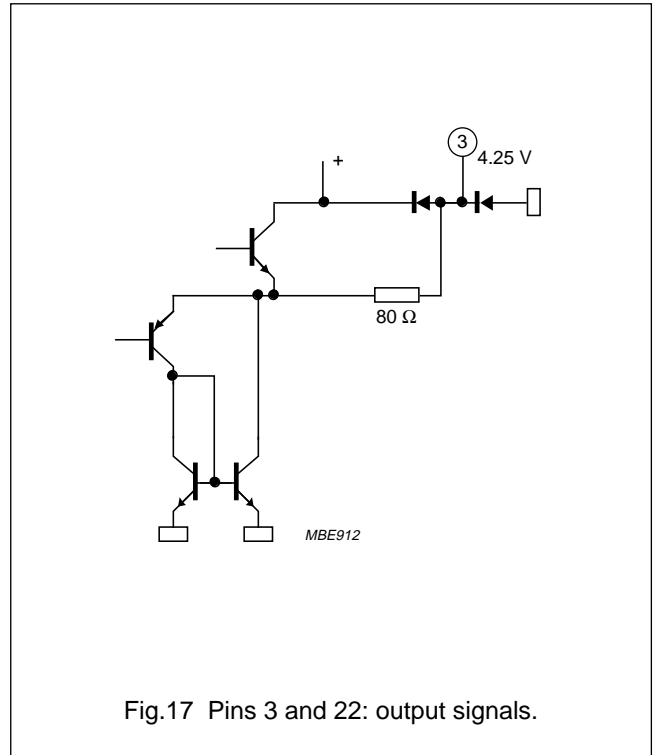 3
4.25 V
+
80 Ω
MBE912
Fig.17 Pins 3 and 22: output signals.